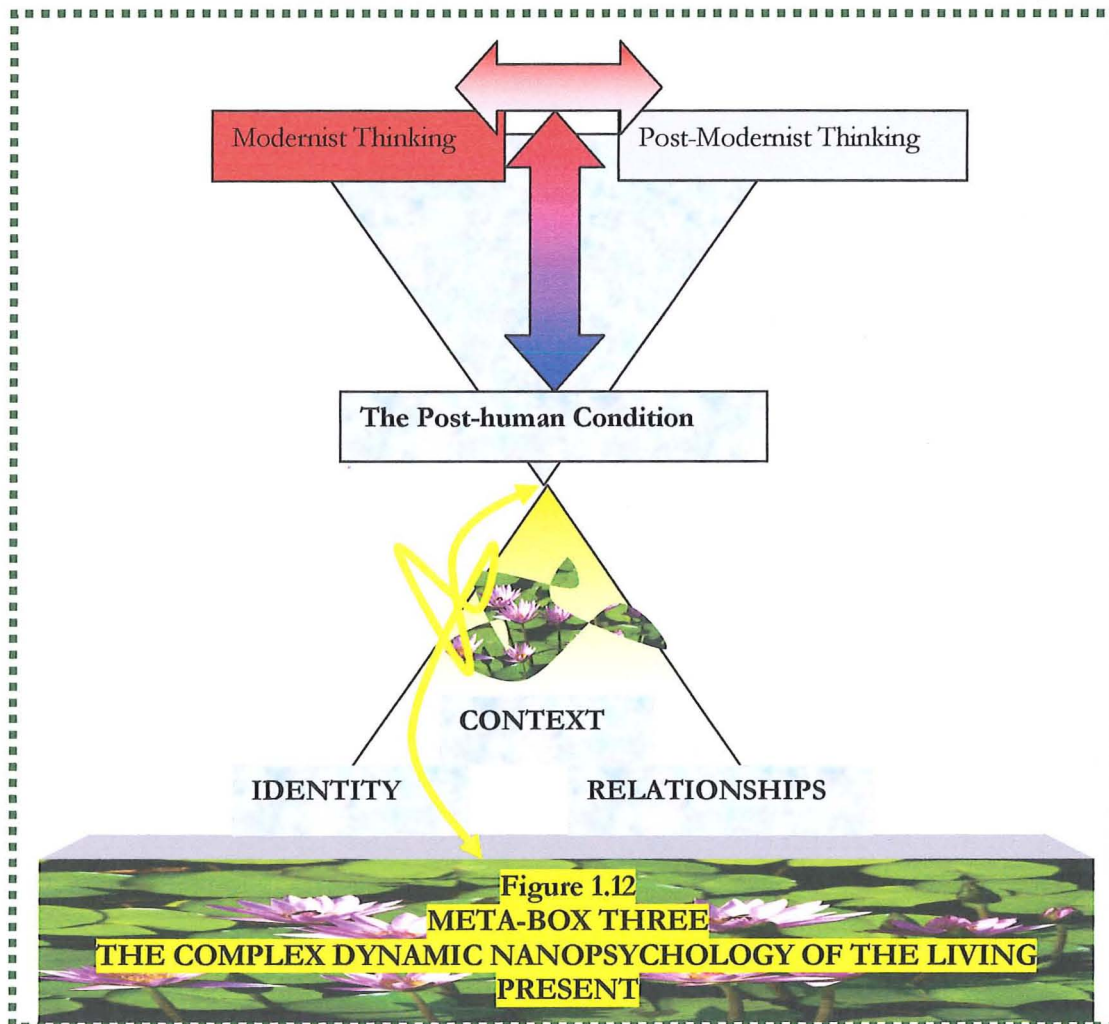 Modernist Thinking
Post-Modernist Thinking
The Post-human Condition
CONTEXT
IDENTITY
RELATIONSHIPS
Figure 1.12
META-BOX THREE
THE COMPLEX DYNAMIC NANOPSYCHOLOGY OF THE LIVING
PRESENT